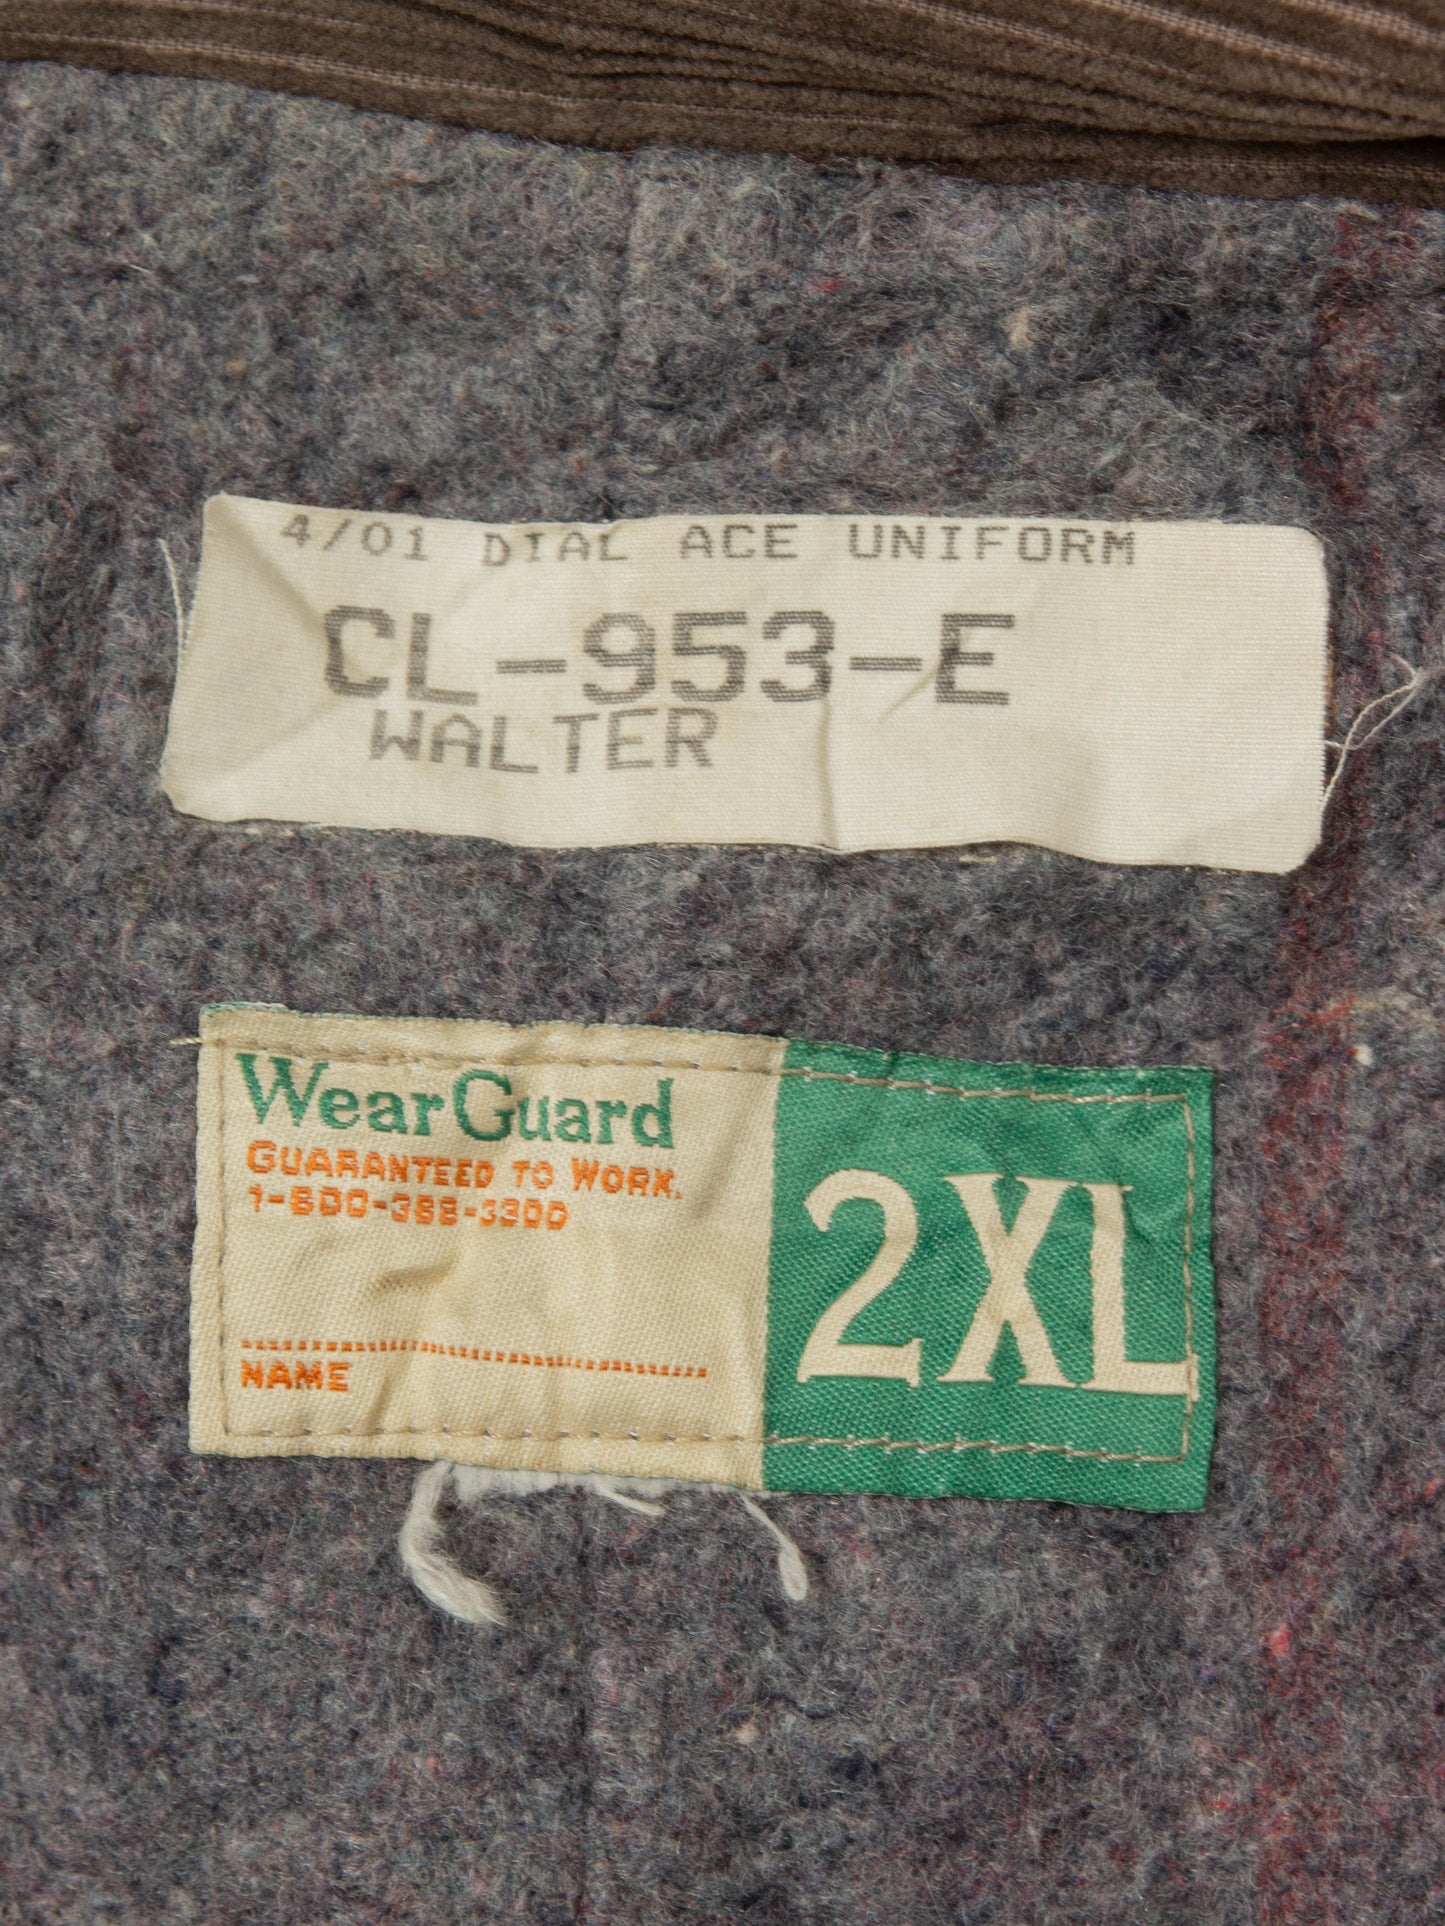 4/01 DIAL ACE UNIFORM
CL-953-E
WALTER
WearGuard
GUARANTEED TO WORK.
1-800-388-3300
NAME
2XL